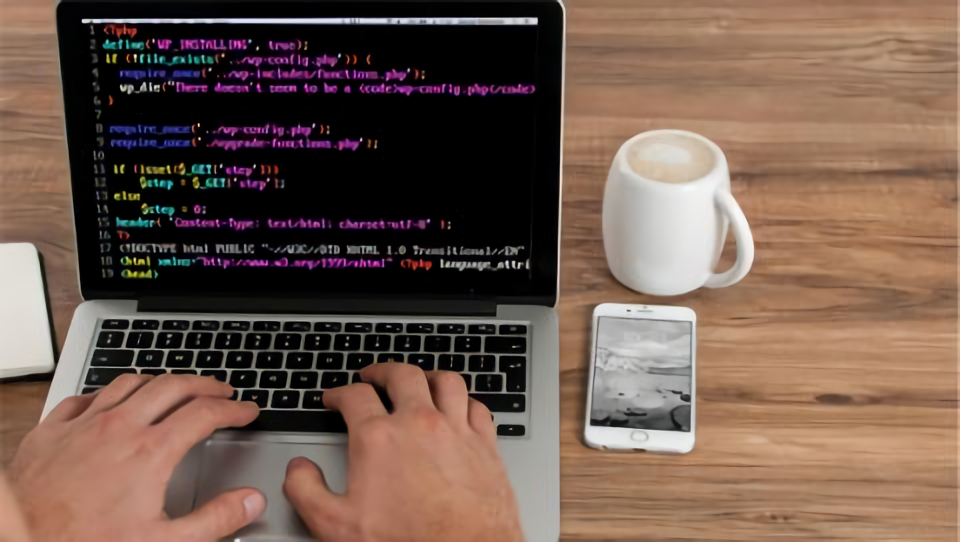 1 <?php
2 define('WP_INSTALLING', true);
3 if (!file_exists('../wp-config.php')) {
4 require_once('../wp-includes/functions.php');
5 wp_die("There doesn't seem to be a <code>wp-config.php</code>
6 }
7
8 require_once('../wp-config.php');
9 require_once('./upgrade-functions.php');
10
11 if (isset($_GET['step']))
12 $step = $_GET['step'];
13 else
14 $step = 0;
15 header( 'Content-Type: text/html; charset=utf-8' );
16 ?>
17 <!DOCTYPE html PUBLIC "-//W3C//DTD XHTML 1.0 Transitional//EN"
18 <html xmlns="http://www.w3.org/1999/xhtml" <?php language_attri
19 <head>